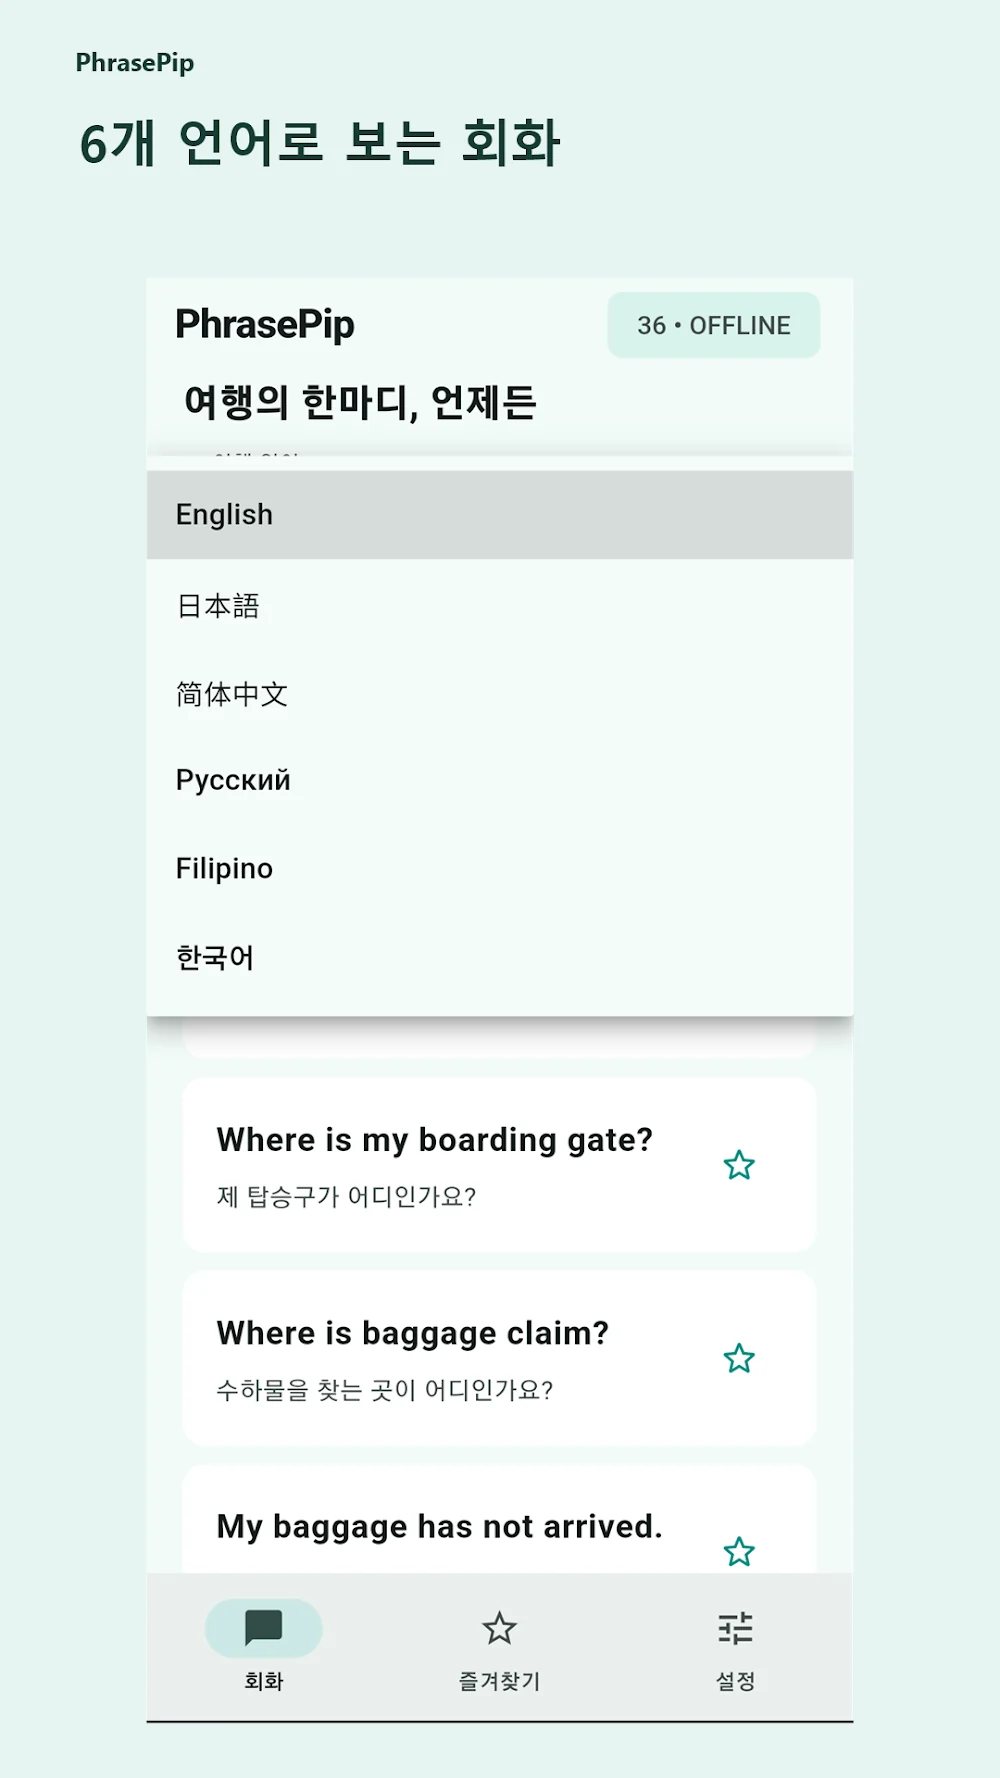 PhrasePip
6개 언어로 보는 회화
PhrasePip
36 • OFFLINE
여행의 한마디, 언제든
English
日本語
简体中文
Русский
Filipino
한국어
Where is my boarding gate?
제 탑승구가 어디인가요?
Where is baggage claim?
수하물을 찾는 곳이 어디인가요?
My baggage has not arrived.
회화
즐겨찾기
설정